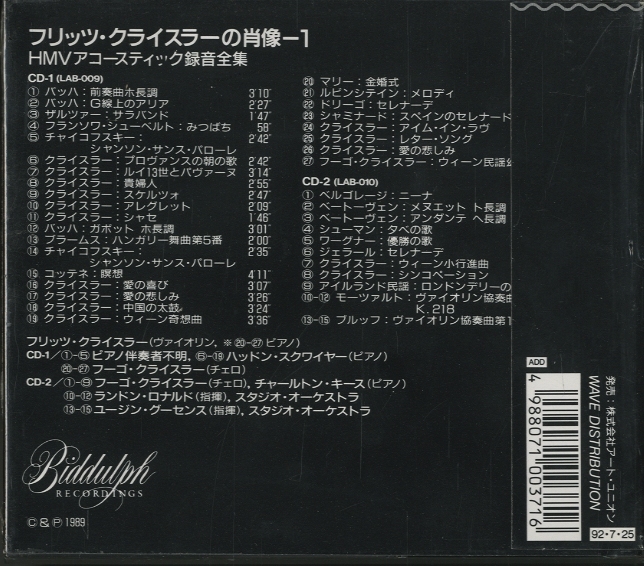 フリッツ・クライスラーの肖像−1
HMVアコースティック録音全集
CD-1 (LAB-009)
① バッハ：前奏曲ホ長調 3'10"
② バッハ：G線上のアリア 2'27"
③ ザルツァー：サラバンド 1'47"
④ フランソワ・シューベルト：みつばち 58"
⑤ チャイコフスキー： 2'42"
シャンソン・サンス・パローレ
⑥ クライスラー：プロヴァンスの朝の歌 2'42"
⑦ クライスラー：ルイ13世とパヴァーヌ 3'14"
⑧ クライスラー：貴婦人 2'55"
⑨ クライスラー：スケルツォ 2'47"
⑩ クライスラー：アレグレット 2'09"
⑪ クライスラー：シャセ 1'46"
⑫ バッハ：ガボット ホ長調 3'01"
⑬ ブラームス：ハンガリー舞曲第5番 2'00"
⑭ チャイコフスキー： 2'35"
シャンソン・サンス・パローレ
⑮ コッテネ：瞑想 4'11"
⑯ クライスラー：愛の喜び 3'07"
⑰ クライスラー：愛の悲しみ 3'26"
⑱ クライスラー：中国の太鼓 3'24"
⑲ クライスラー：ウィーン奇想曲 3'36"
⑳ マリー：金婚式
㉑ ルビンシテイン：メロディ
㉒ ドリーゴ：セレナーデ
㉓ シャミナード：スペインのセレナード
㉔ クライスラー：アイム・イン・ラヴ
㉕ クライスラー：レター・ソング
㉖ クライスラー：愛の悲しみ
㉗ フーゴ・クライスラー：ウィーン民謡
CD-2 (LAB-010)
① ペルゴレージ：ニーナ
② ベートーヴェン：メヌエット ト長調
③ ベートーヴェン：アンダンテ ヘ長調
④ シューマン：夕べの歌
⑤ ワーグナー：優勝の歌
⑥ ジェラール：セレナーデ
⑦ クライスラー：ウィーン小行進曲
⑧ クライスラー：シンコペーション
⑨ アイルランド民謡：ロンドンデリーの
⑩-⑫ モーツァルト：ヴァイオリン協奏曲
K. 218
⑬-⑮ ブルッフ：ヴァイオリン協奏曲第1
フリッツ・クライスラー(ヴァイオリン, ※⑳-㉗ ピアノ)
CD-1／①-⑤ ピアノ伴奏者不明, ⑥-⑲ ハッドン・スクワイヤー(ピアノ)
⑳-㉗ フーゴ・クライスラー(チェロ)
CD-2／①-⑨ フーゴ・クライスラー(チェロ), チャールトン・キース(ピアノ)
⑩-⑫ ランドン・ロナルド(指揮), スタジオ・オーケストラ
⑬-⑮ ユージン・グーセンス(指揮), スタジオ・オーケストラ
Biddulph
RECORDINGS
© & ℗ 1989
ADD
4 988071 003716
発売：株式会社アート・ユニオン
WAVE DISTRIBUTION
92・7・25